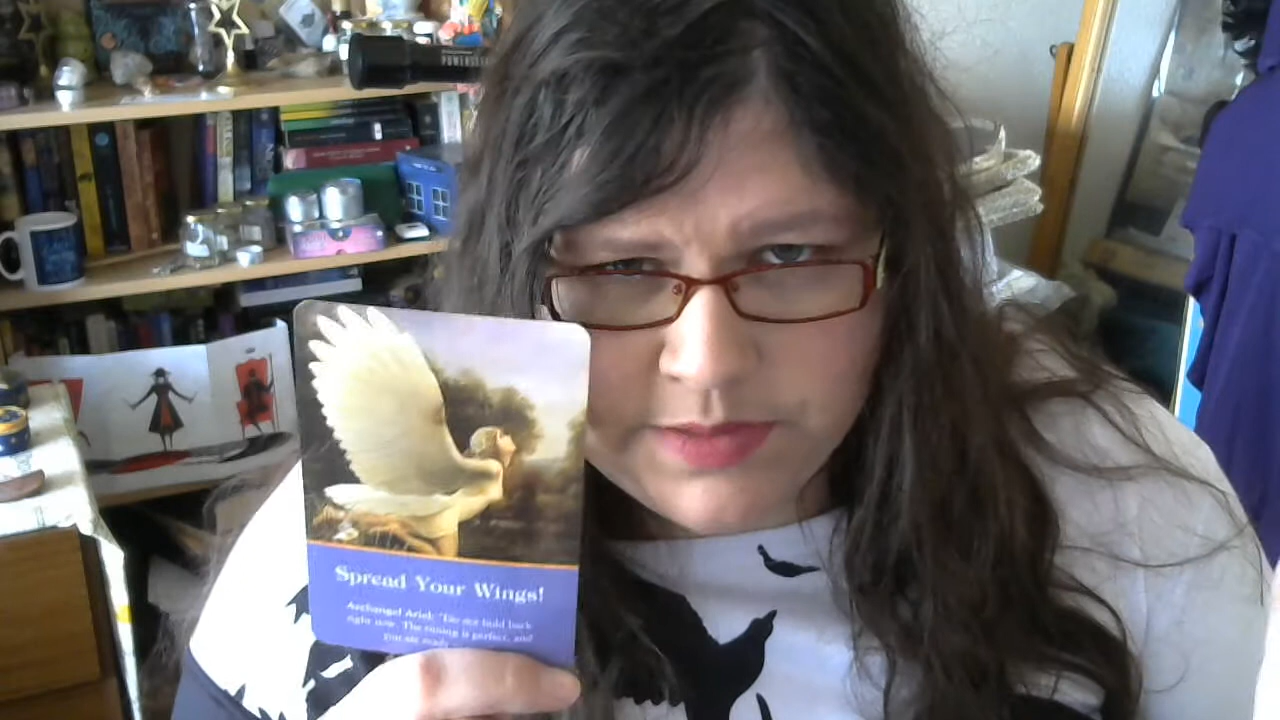 Spread Your Wings!
Archangel Ariel: "Do not hold back
right now. The timing is perfect, and
you are ready